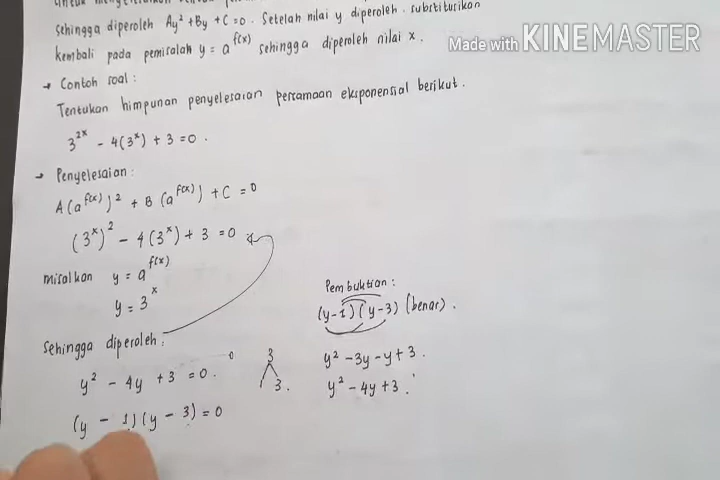 sehingga diperoleh Ay² + By + C = 0. Setelah nilai y diperoleh, substitusikan
kembali pada pemisalan y = a^f(x) sehingga diperoleh nilai x.
Made with KINEMASTER
→ Contoh soal:
Tentukan himpunan penyelesaian persamaan eksponensial berikut.
3^2x - 4(3^x) + 3 = 0.
→ Penyelesaian:
A(a^f(x))² + B(a^f(x)) + C = 0
(3^x)² - 4(3^x) + 3 = 0
misalkan y = a^f(x)
y = 3^x
Sehingga diperoleh:
y² - 4y + 3 = 0.
(y - 1)(y - 3) = 0
3
1 3.
Pembuktian:
(y-1)(y-3) (benar).
y² - 3y - y + 3.
y² - 4y + 3.